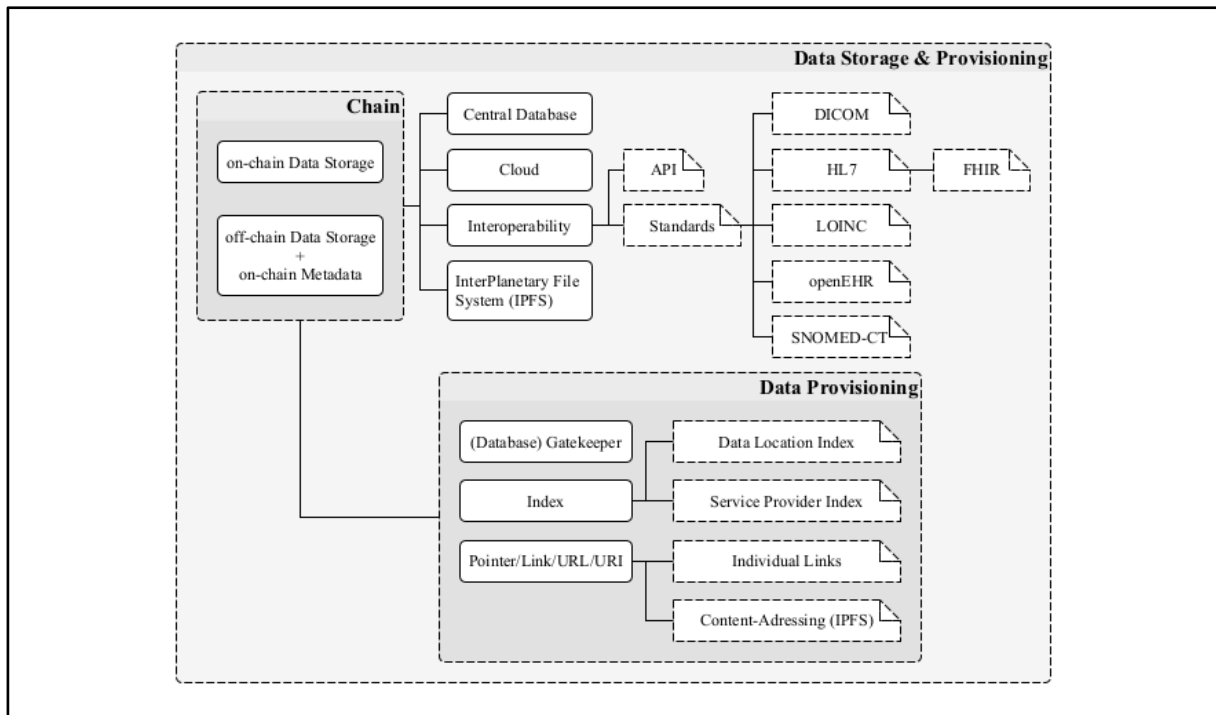 Data Storage & Provisioning
Chain
on-chain Data Storage
off-chain Data Storage
+
on-chain Metadata
Central Database
Cloud
Interoperability
InterPlanetary File
System (IPFS)
API
Standards
DICOM
HL7
FHIR
LOINC
openEHR
SNOMED-CT
Data Provisioning
(Database) Gatekeeper
Index
Pointer/Link/URL/URI
Data Location Index
Service Provider Index
Individual Links
Content-Adressing (IPFS)